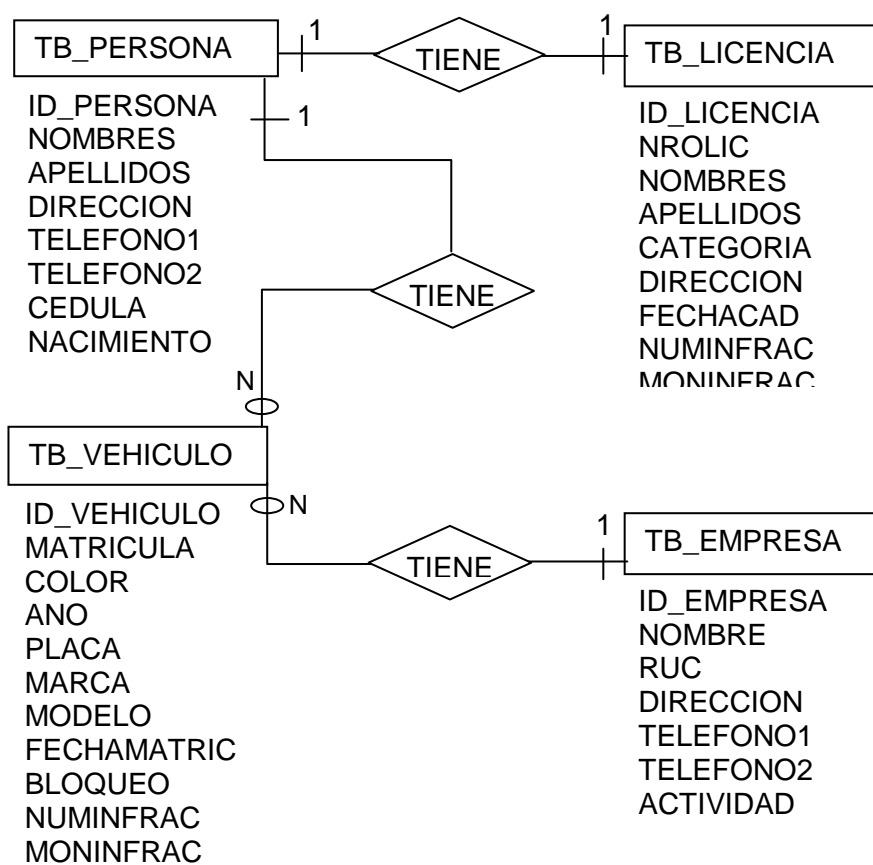 TB_PERSONA
1
TIENE
1
TB_LICENCIA
ID_PERSONA
NOMBRES
APELLIDOS
DIRECCION
TELEFONO1
TELEFONO2
CEDULA
NACIMIENTO
1
ID_LICENCIA
NROLIC
NOMBRES
APELLIDOS
CATEGORIA
DIRECCION
FECHACAD
NUMINFRAC
MONINFRAC
TIENE
N
TB_VEHICULO
N
ID_VEHICULO
MATRICULA
COLOR
ANO
PLACA
MARCA
MODELO
FECHAMATRIC
BLOQUEO
NUMINFRAC
MONINFRAC
TIENE
1
TB_EMPRESA
ID_EMPRESA
NOMBRE
RUC
DIRECCION
TELEFONO1
TELEFONO2
ACTIVIDAD